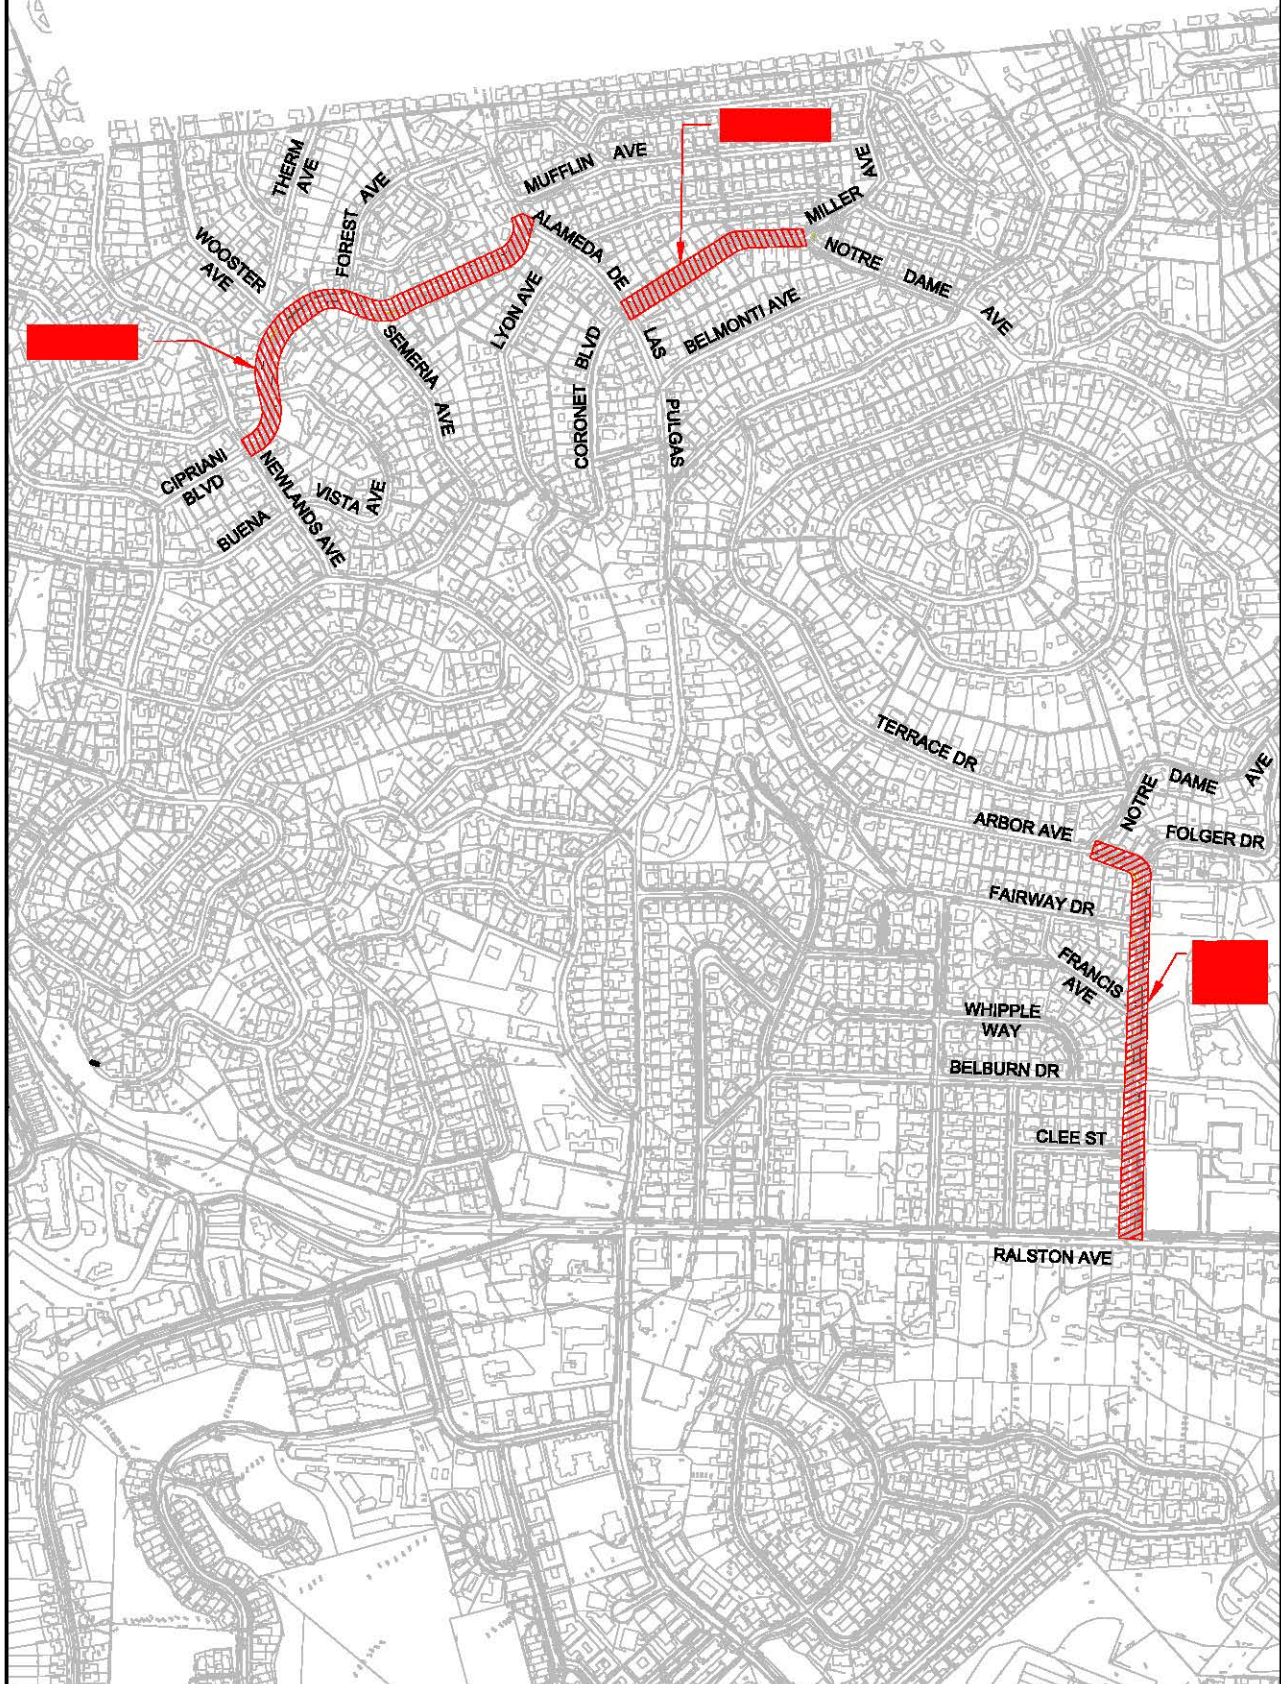 THERM
AVE
MUFFLIN AVE
AVE
MILLER
FOREST AVE
WOOSTER
AVE
ALAMEDA DE
LAS
PULGAS
NOTRE DAME AVE
LYON AVE
BELMONTI AVE
SEMERIA AVE
CORONET BLVD
CIPRIANI
BLVD
NEWLANDS AVE
BUENA VISTA AVE
TERRACE DR
NOTRE DAME AVE
ARBOR AVE
FOLGER DR
FAIRWAY DR
FRANCIS
AVE
WHIPPLE
WAY
BELBURN DR
CLEE ST
RALSTON AVE